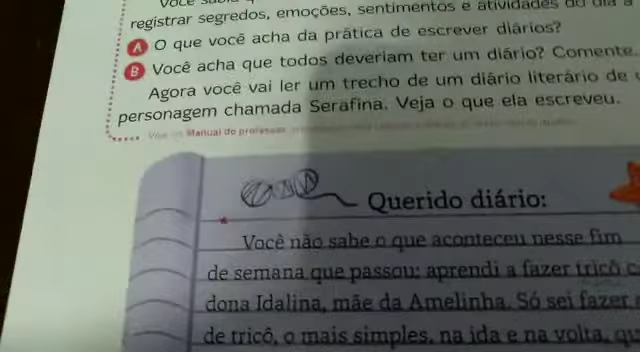 registrar segredos, emoções, sentimentos e atividades do dia a
A O que você acha da prática de escrever diários?
B Você acha que todos deveriam ter um diário? Comente.
Agora você vai ler um trecho de um diário literário de
personagem chamada Serafina. Veja o que ela escreveu.
Manual do professor
Querido diário:
Você não sabe o que aconteceu nesse fim
de semana que passou: aprendi a fazer tricô
dona Idalina, mãe da Amelinha. Só sei fazer
de tricô, o mais simples, na ida e na volta, qu